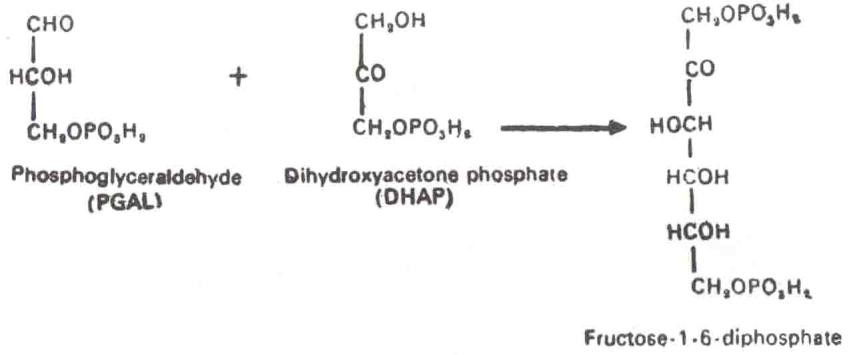 CHO
HCOH
CH₂OPO₃H₂
Phosphoglyceraldehyde
(PGAL)
+
CH₂OH
CO
CH₂OPO₃H₂
Dihydroxyacetone phosphate
(DHAP)
CH₂OPO₃H₂
CO
HOCH
HCOH
HCOH
CH₂OPO₃H₂
Fructose-1-6-diphosphate